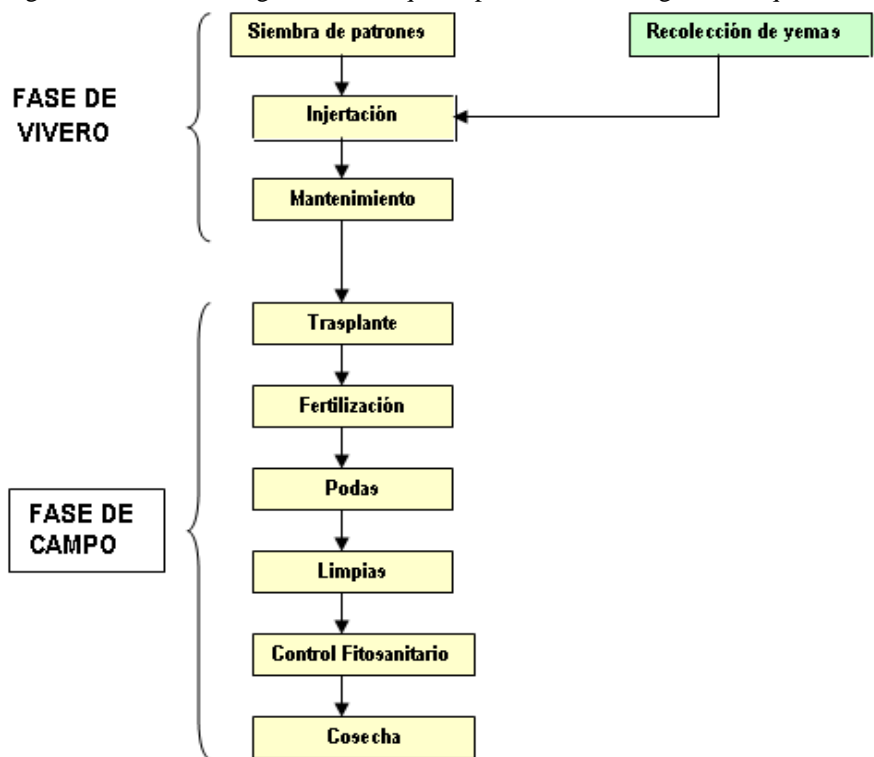 Siembra de patrones
Recolección de yemas
FASE DE
VIVERO
Injertación
Mantenimiento
Trasplante
Fertilización
Podas
FASE DE
CAMPO
Limpias
Control Fitosanitario
Cosecha